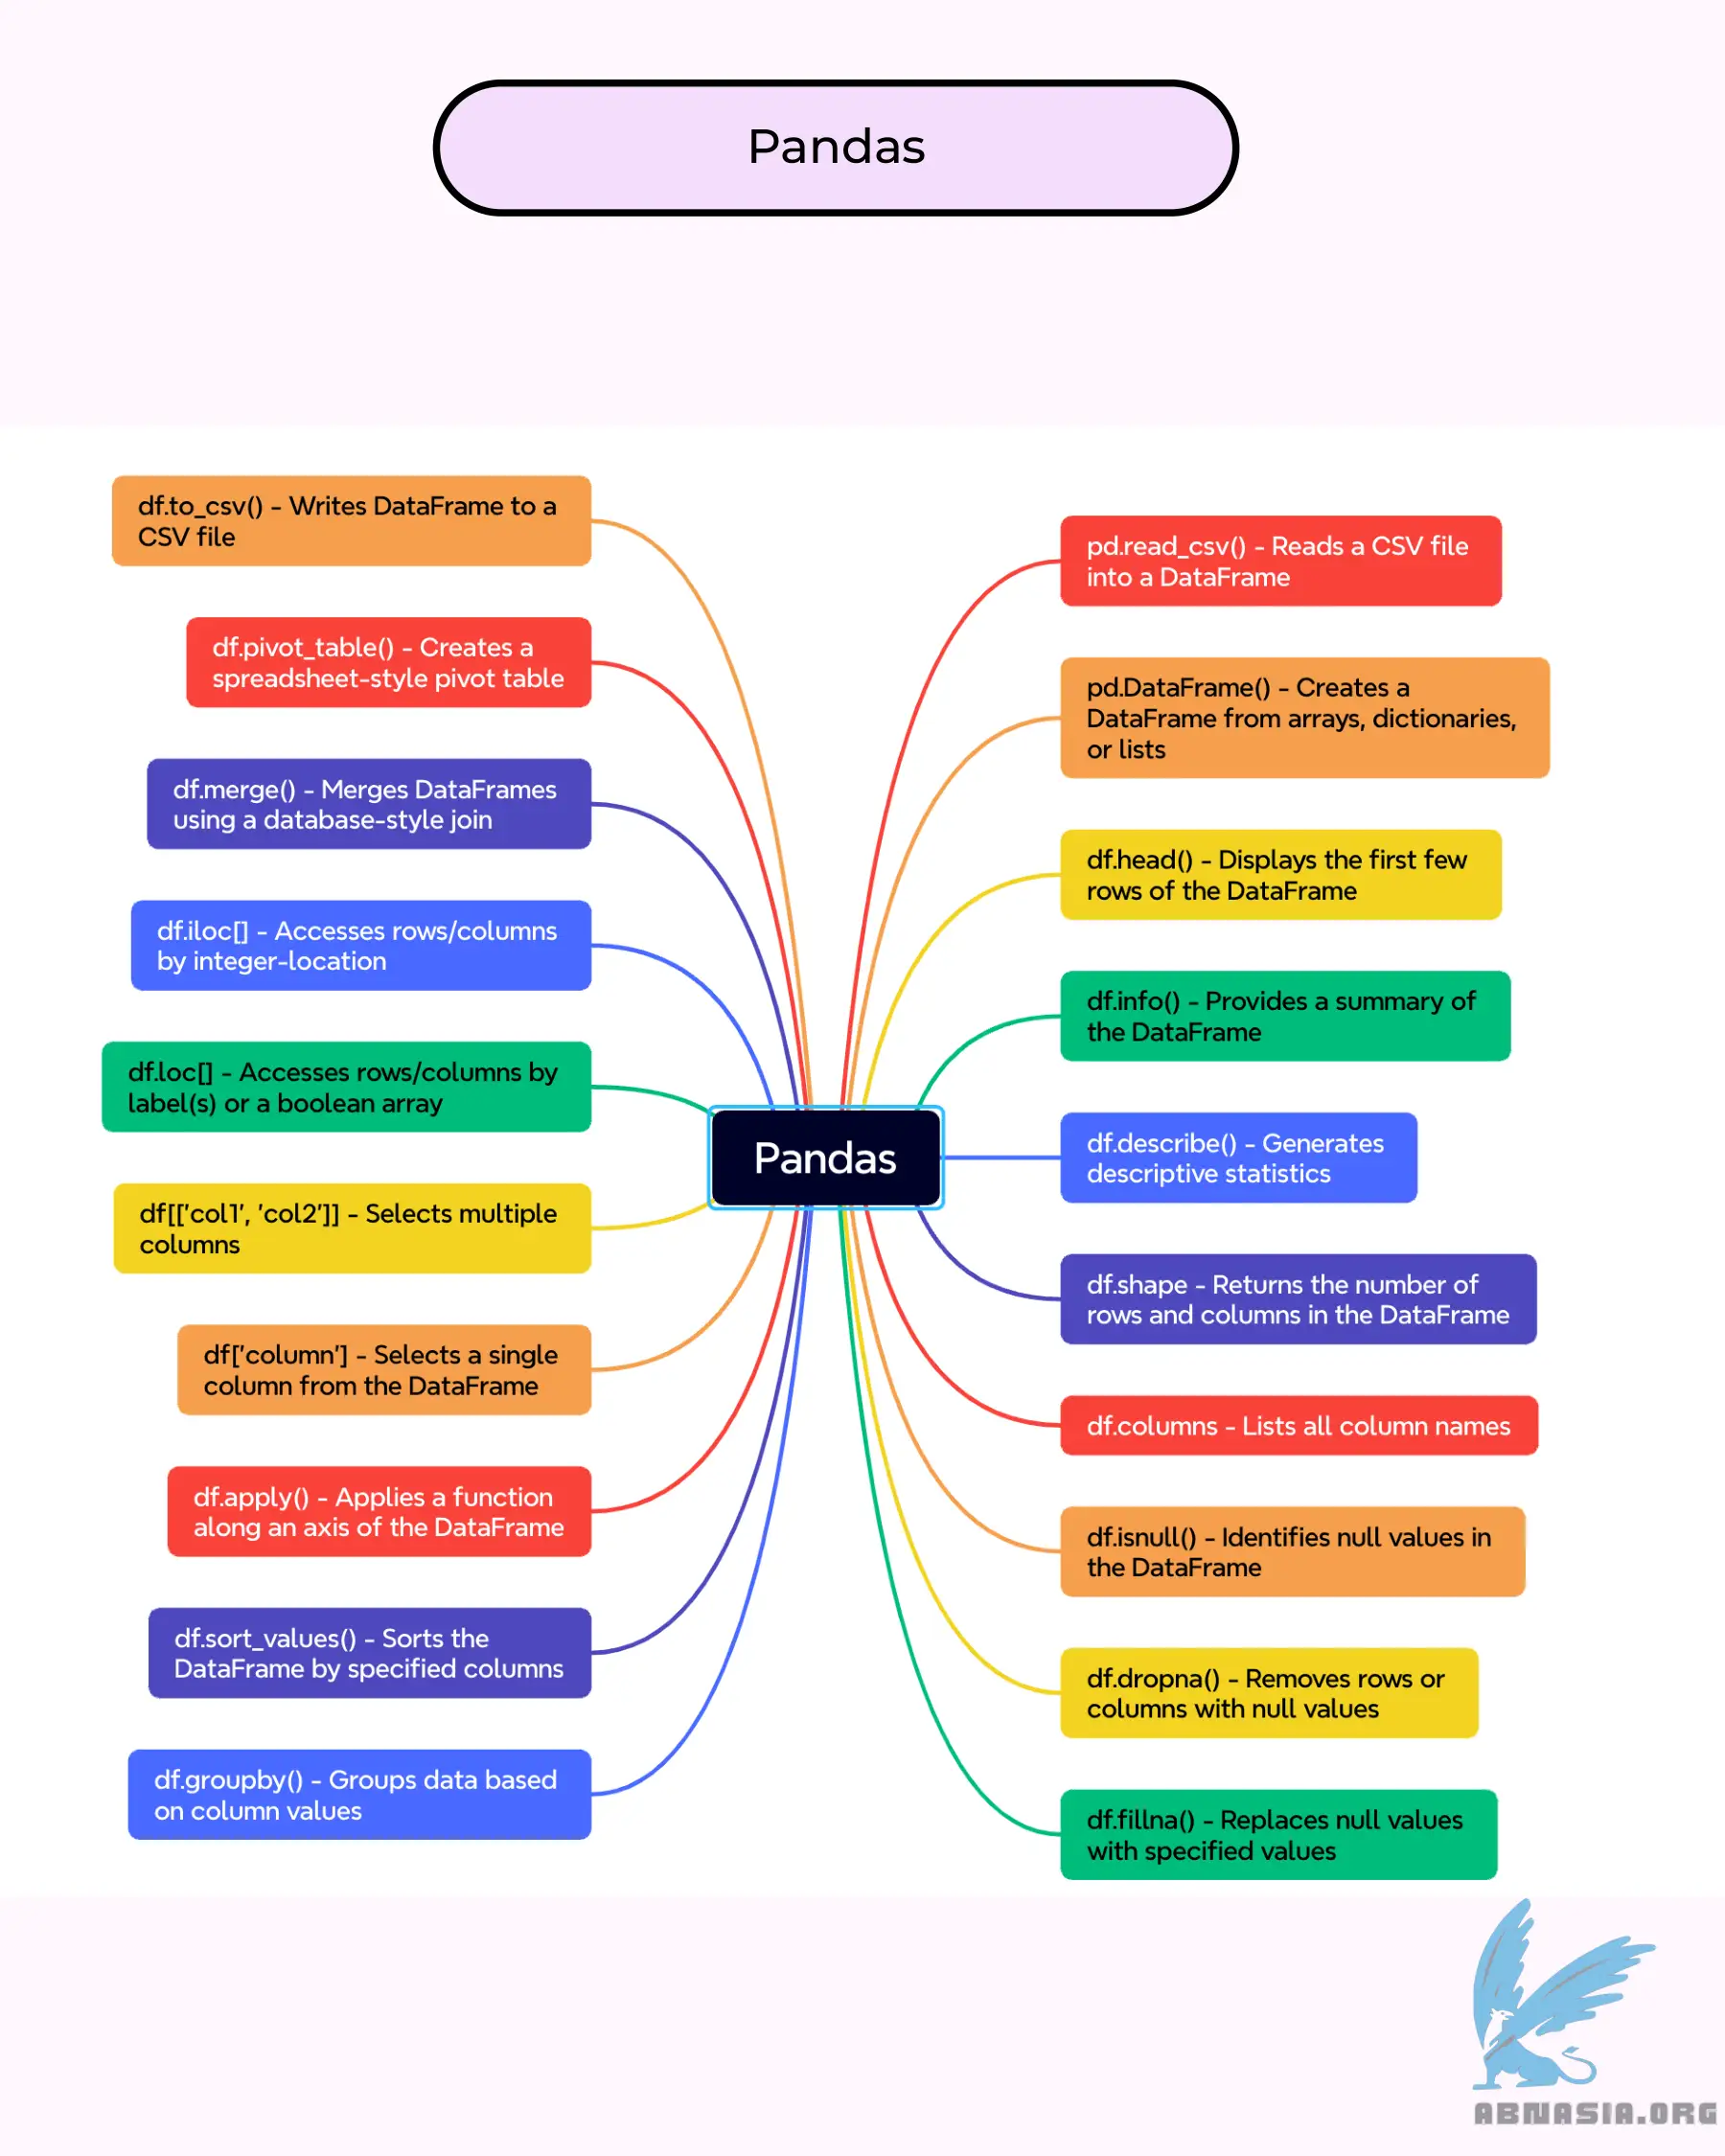 Pandas
df.to_csv() - Writes DataFrame to a
CSV file
df.pivot_table() - Creates a
spreadsheet-style pivot table
df.merge() - Merges DataFrames
using a database-style join
df.iloc[] - Accesses rows/columns
by integer-location
df.loc[] - Accesses rows/columns by
label(s) or a boolean array
df[['col1', 'col2']] - Selects multiple
columns
df['column'] - Selects a single
column from the DataFrame
df.apply() - Applies a function
along an axis of the DataFrame
df.sort_values() - Sorts the
DataFrame by specified columns
df.groupby() - Groups data based
on column values
Pandas
pd.read_csv() - Reads a CSV file
into a DataFrame
pd.DataFrame() - Creates a
DataFrame from arrays, dictionaries,
or lists
df.head() - Displays the first few
rows of the DataFrame
df.info() - Provides a summary of
the DataFrame
df.describe() - Generates
descriptive statistics
df.shape - Returns the number of
rows and columns in the DataFrame
df.columns - Lists all column names
df.isnull() - Identifies null values in
the DataFrame
df.dropna() - Removes rows or
columns with null values
df.fillna() - Replaces null values
with specified values
ABNASIA.ORG